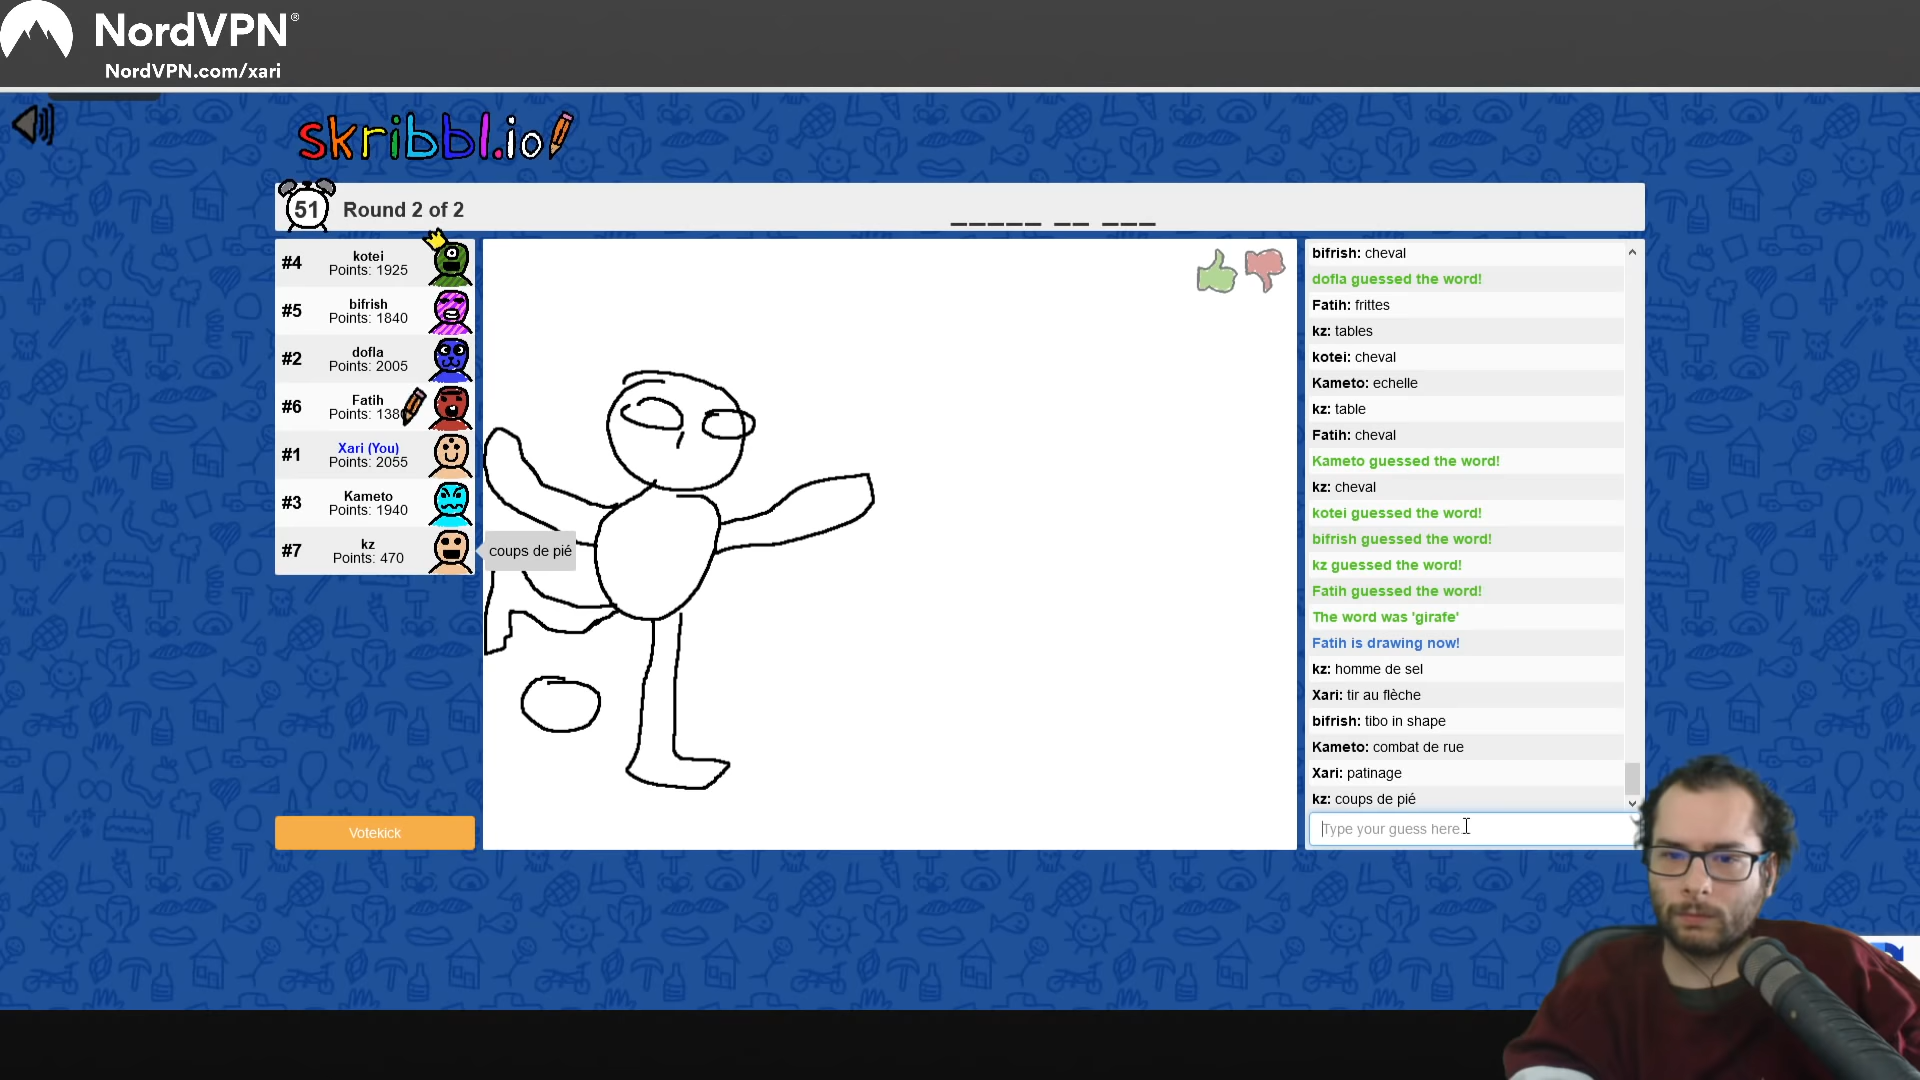 NordVPN®
NordVPN.com/xari
skribbl.io
51
Round 2 of 2
_____ __ ___
#4
kotei
Points: 1925
#5
bifrish
Points: 1840
#2
dofla
Points: 2005
#6
Fatih
Points: 1380
#1
Xari (You)
Points: 2055
#3
Kameto
Points: 1940
#7
kz
Points: 470
coups de pié
Votekick
bifrish: cheval
dofla guessed the word!
Fatih: frittes
kz: tables
kotei: cheval
Kameto: echelle
kz: table
Fatih: cheval
Kameto guessed the word!
kz: cheval
kotei guessed the word!
bifrish guessed the word!
kz guessed the word!
Fatih guessed the word!
The word was 'girafe'
Fatih is drawing now!
kz: homme de sel
Xari: tir au flèche
bifrish: tibo in shape
Kameto: combat de rue
Xari: patinage
kz: coups de pié
Type your guess here